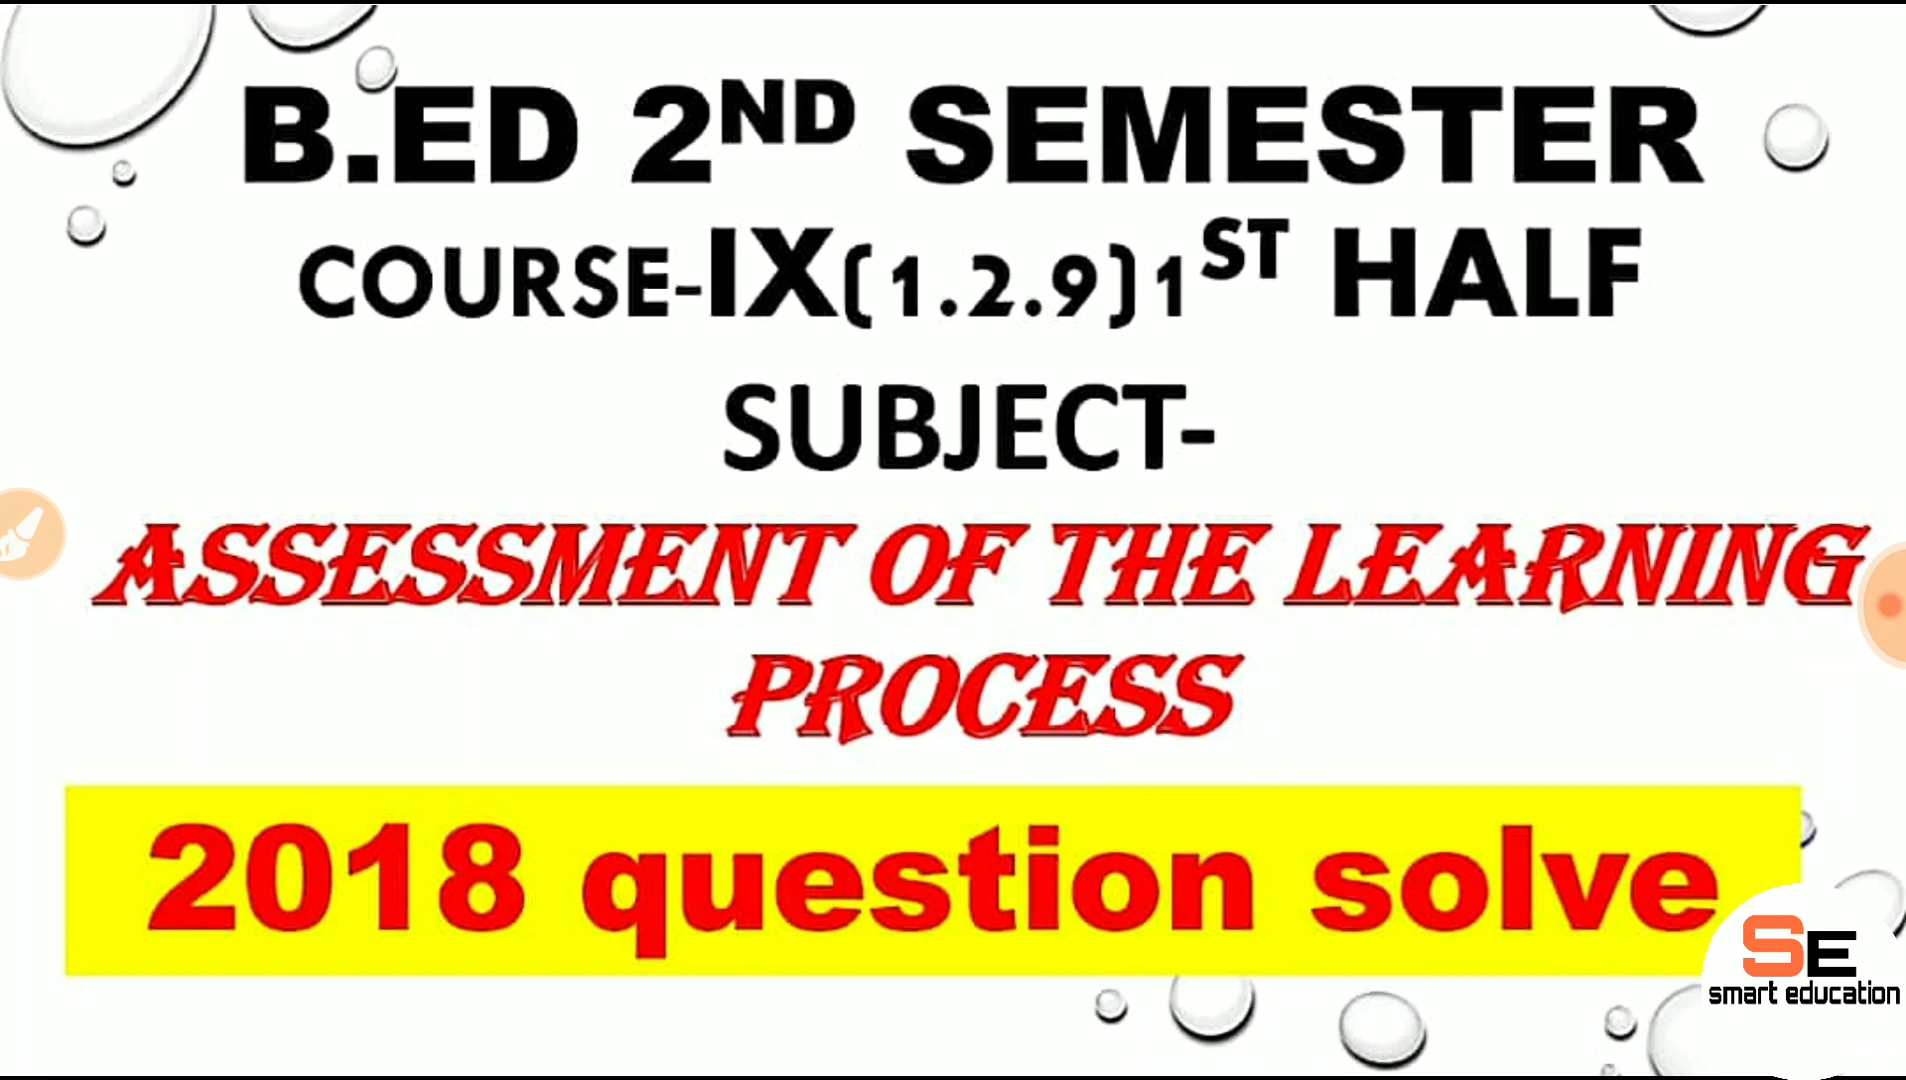 B.ED 2ND SEMESTER
COURSE-IX(1.2.9)1ST HALF
SUBJECT-
ASSESSMENT OF THE LEARNING
PROCESS
2018 question solve
SE
smart education